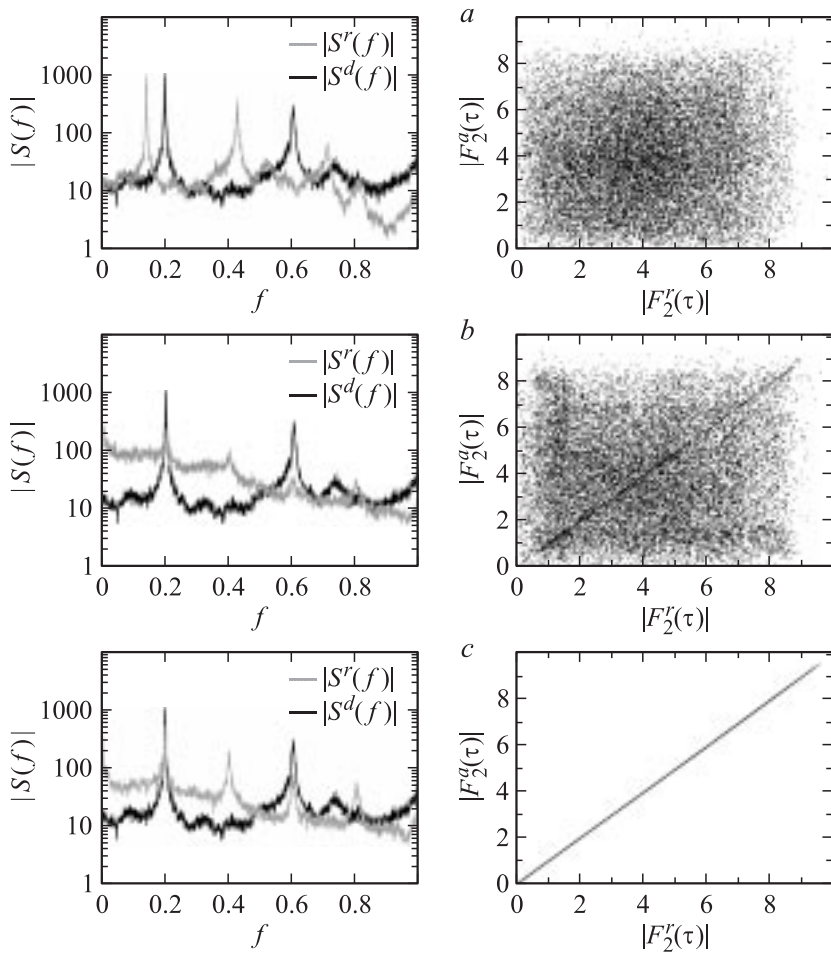 a
|S^r(f)|
|S^d(f)|
1000
100
10
1
|S(f)|
0 0.2 0.4 0.6 0.8
f
8
6
4
2
0
|F_2^a(τ)|
0 2 4 6 8
|F_2^r(τ)|
b
|S^r(f)|
|S^d(f)|
1000
100
10
1
|S(f)|
0 0.2 0.4 0.6 0.8
f
8
6
4
2
0
|F_2^a(τ)|
0 2 4 6 8
|F_2^r(τ)|
c
|S^r(f)|
|S^d(f)|
1000
100
10
1
|S(f)|
0 0.2 0.4 0.6 0.8
f
8
6
4
2
0
|F_2^a(τ)|
0 2 4 6 8
|F_2^r(τ)|